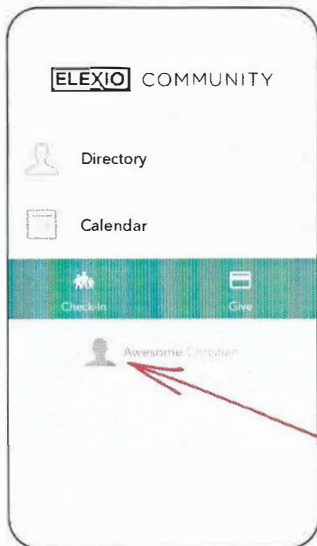 ELEXIO COMMUNITY
Directory
Calendar
Check-In Give
Awesome Christian